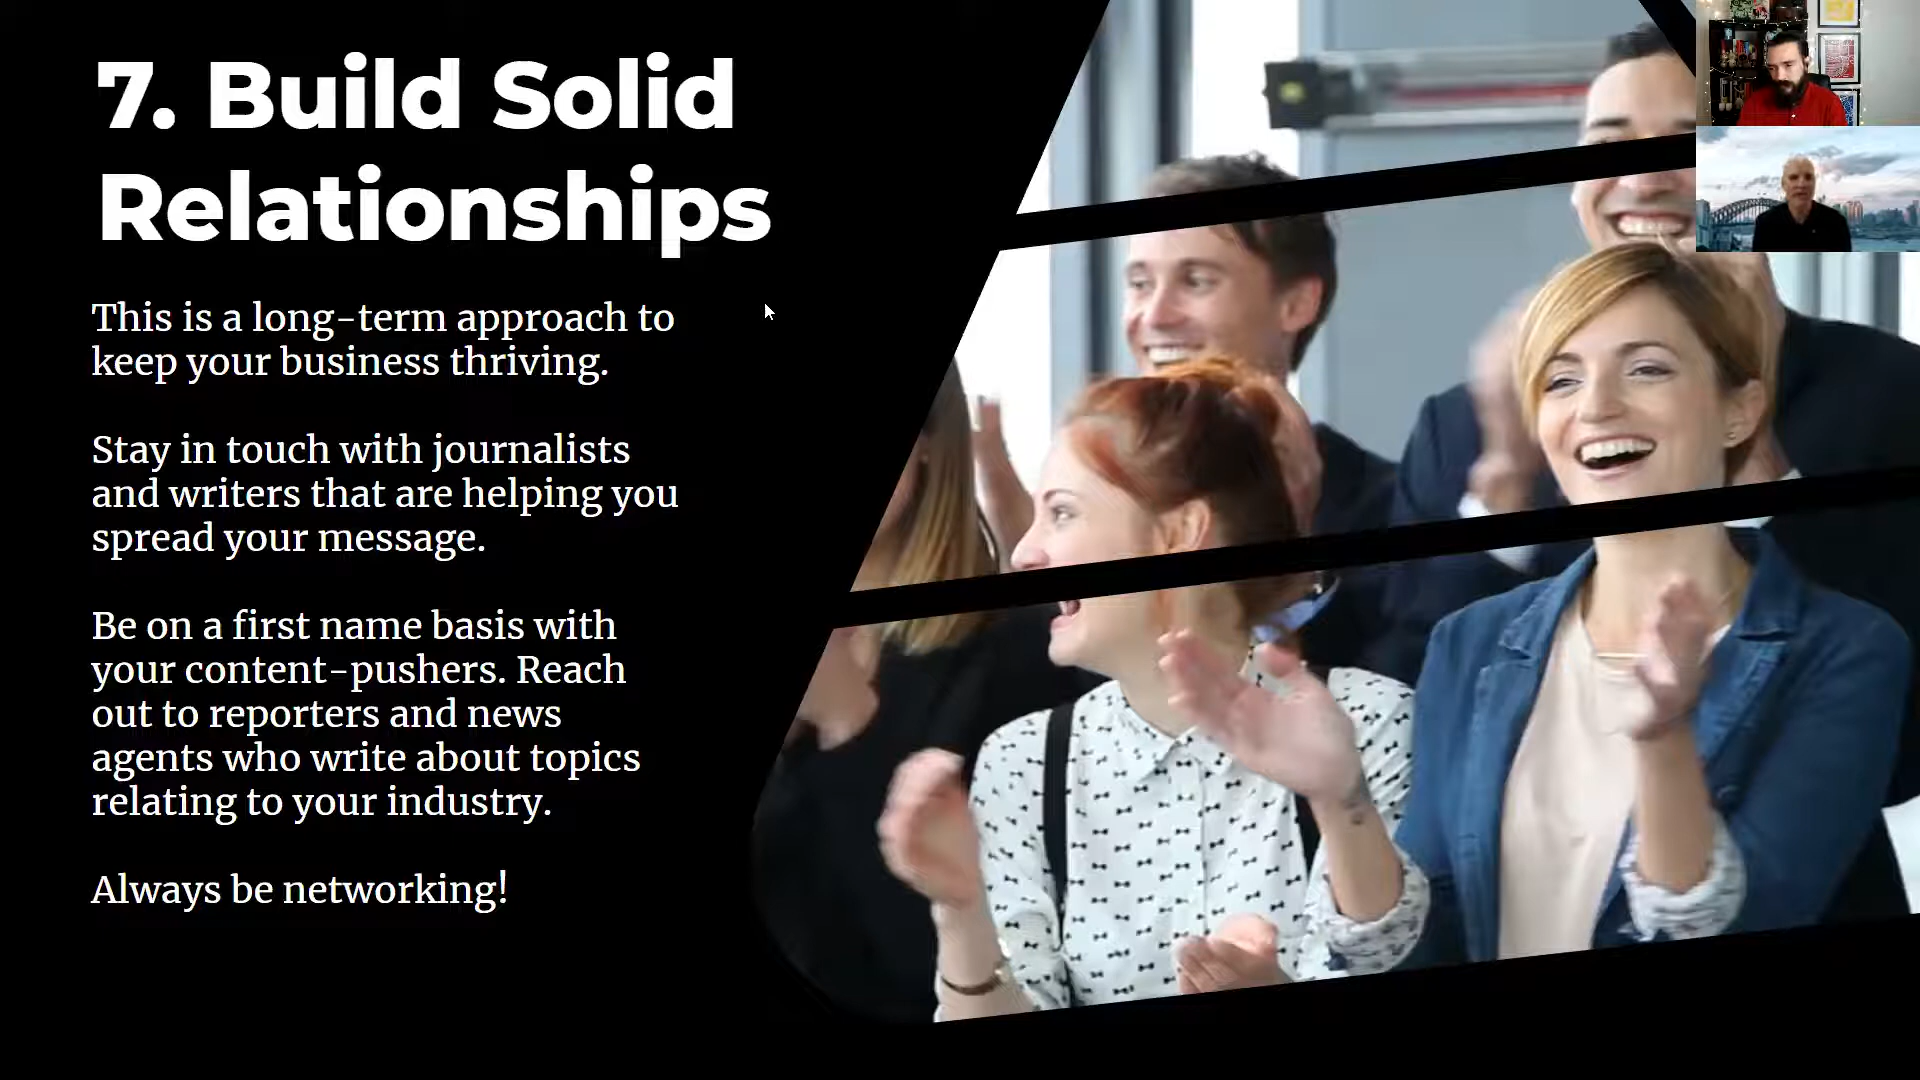 7. Build Solid
Relationships
This is a long-term approach to
keep your business thriving.
Stay in touch with journalists
and writers that are helping you
spread your message.
Be on a first name basis with
your content-pushers. Reach
out to reporters and news
agents who write about topics
relating to your industry.
Always be networking!